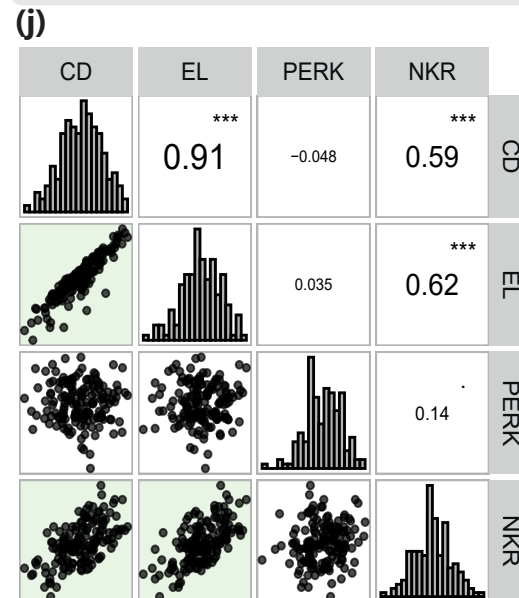 (j)
CD EL PERK NKR
*** ***
0.91 −0.048 0.59 CD
***
0.035 0.62 EL
.
0.14 PERK
NKR